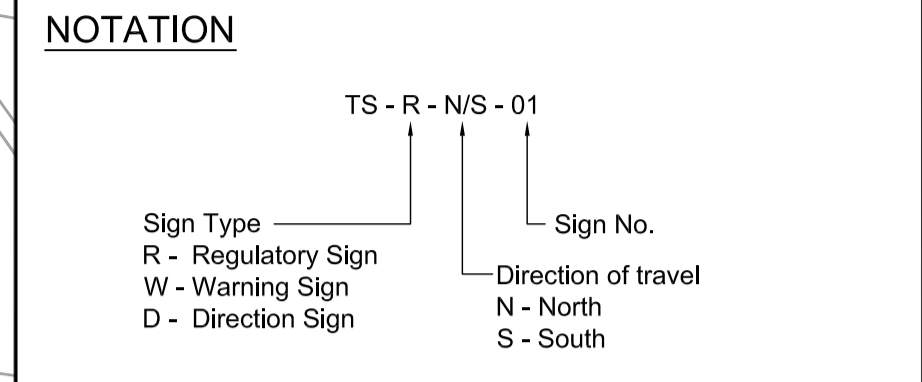 NOTATION
TS - R - N/S - 01
Sign Type
R - Regulatory Sign
W - Warning Sign
D - Direction Sign
Sign No.
Direction of travel
N - North
S - South